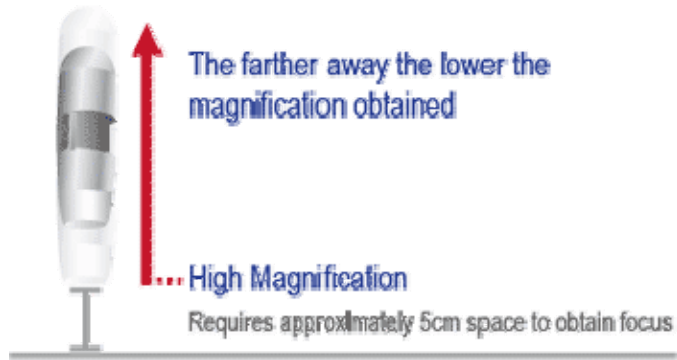 The farther away the lower the
magnification obtained
High Magnification
Requires approximately 5cm space to obtain focus